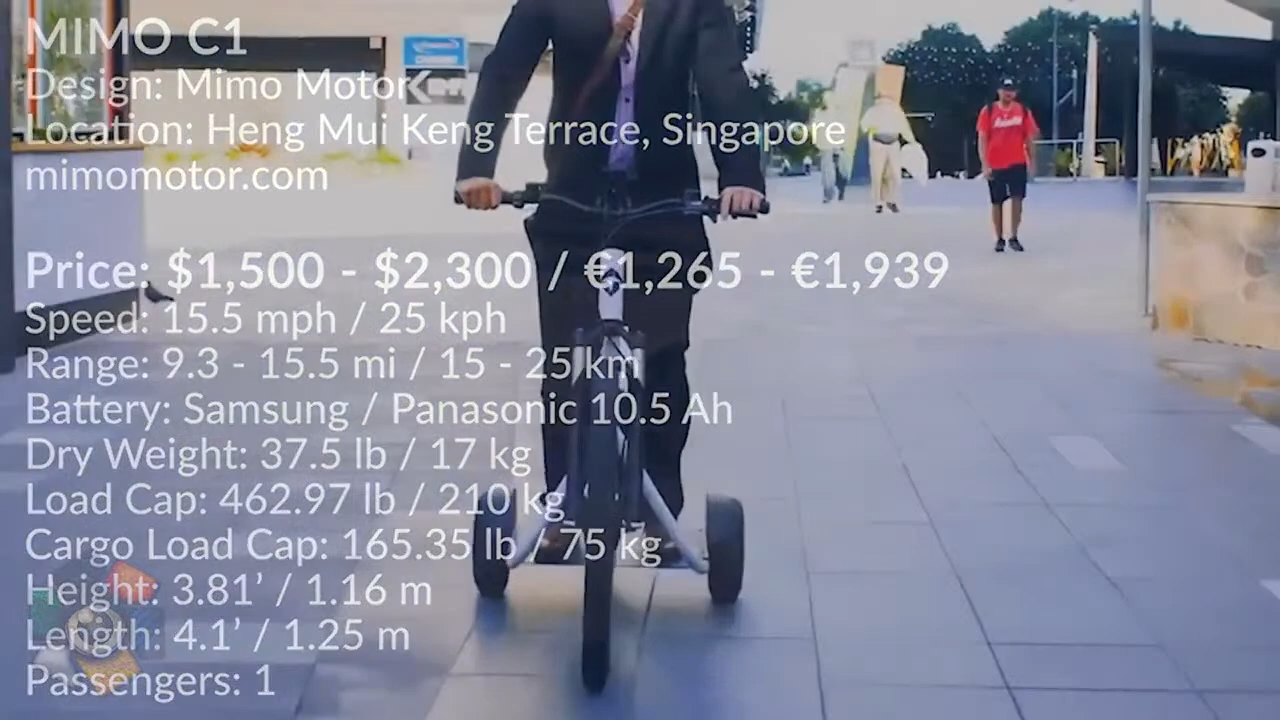 MIMO C1
Design: Mimo Motor
Location: Heng Mui Keng Terrace, Singapore
mimomotor.com
Price: $1,500 - $2,300 / €1,265 - €1,939
Speed: 15.5 mph / 25 kph
Range: 9.3 - 15.5 mi / 15 - 25 km
Battery: Samsung / Panasonic 10.5 Ah
Dry Weight: 37.5 lb / 17 kg
Load Cap: 462.97 lb / 210 kg
Cargo Load Cap: 165.35 lb / 75 kg
Height: 3.81’ / 1.16 m
Length: 4.1’ / 1.25 m
Passengers: 1